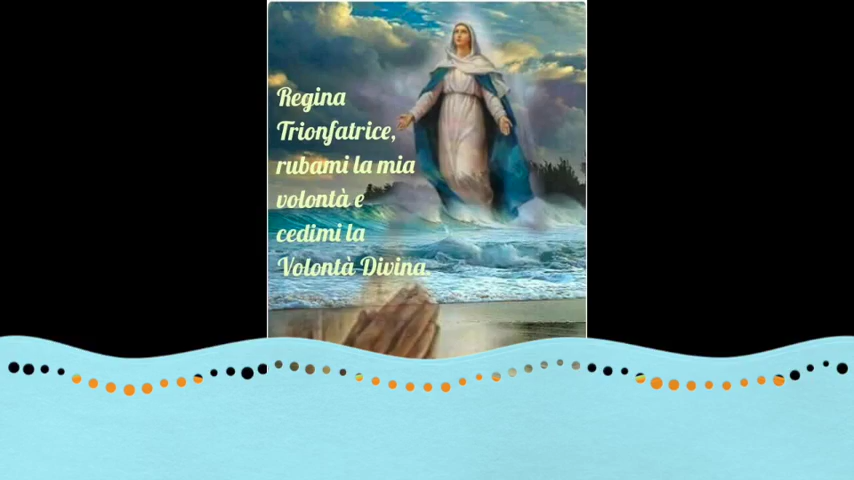 Regina
Trionfatrice,
rubami la mia
volontà e
cedimi la
Volontà Divina.